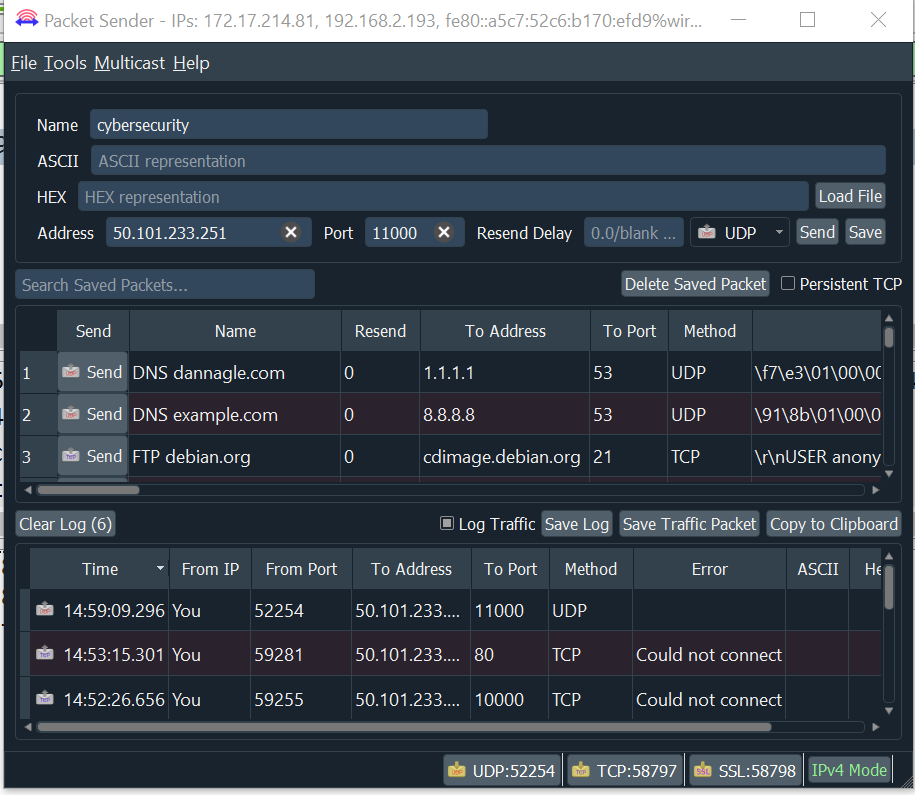 Packet Sender - IPs: 172.17.214.81, 192.168.2.193, fe80::a5c7:52c6:b170:efd9%wir...
File Tools Multicast Help
Name cybersecurity
ASCII ASCII representation
HEX HEX representation Load File
Address 50.101.233.251 Port 11000 Resend Delay 0.0/blank ... UDP Send Save
Search Saved Packets... Delete Saved Packet Persistent TCP
Send Name Resend To Address To Port Method
1 Send DNS dannagle.com 0 1.1.1.1 53 UDP \f7\e3\01\00\00
2 Send DNS example.com 0 8.8.8.8 53 UDP \91\8b\01\00\0
3 Send FTP debian.org 0 cdimage.debian.org 21 TCP \r\nUSER anony
Clear Log (6) Log Traffic Save Log Save Traffic Packet Copy to Clipboard
Time From IP From Port To Address To Port Method Error ASCII He
14:59:09.296 You 52254 50.101.233.... 11000 UDP
14:53:15.301 You 59281 50.101.233.... 80 TCP Could not connect
14:52:26.656 You 59255 50.101.233.... 10000 TCP Could not connect
UDP:52254 TCP:58797 SSL:58798 IPv4 Mode